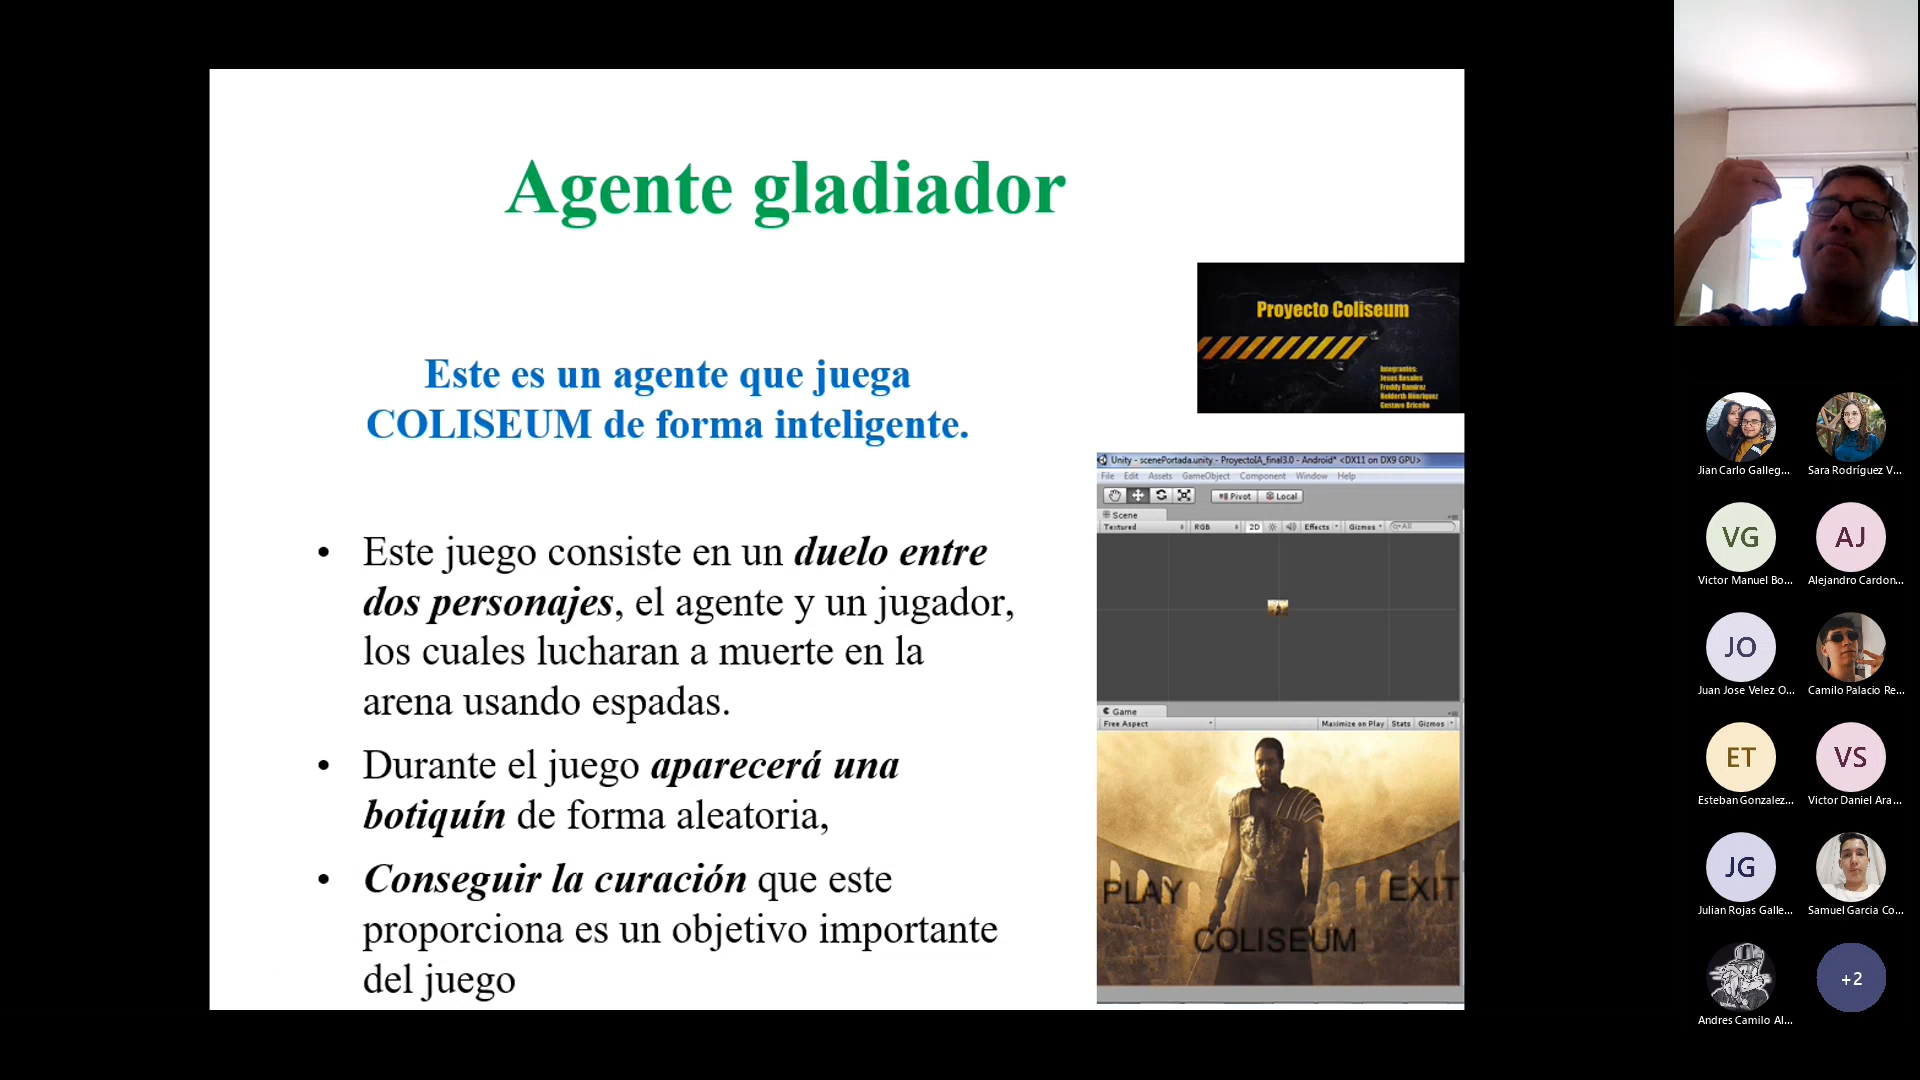 Agente gladiador
Este es un agente que juega
COLISEUM de forma inteligente.
• Este juego consiste en un duelo entre
dos personajes, el agente y un jugador,
los cuales lucharan a muerte en la
arena usando espadas.
• Durante el juego aparecerá una
botiquín de forma aleatoria,
• Conseguir la curación que este
proporciona es un objetivo importante
del juego
Proyecto Coliseum
Integrantes:
Jesus Rosales
Freddy Ramirez
Helderth Henriquez
Gustavo Briceño
Unity - scenePortada.unity - ProyectoIA_final3.0 - Android* <DX11 on DX9 GPU>
File Edit Assets GameObject Component Window Help
Pivot Local
Scene
Textured RGB 2D Effects Gizmos All
Game
Free Aspect Maximize on Play Stats Gizmos
PLAY EXIT
COLISEUM
Jian Carlo Galleg...
Sara Rodríguez V...
VG
Victor Manuel Bo...
AJ
Alejandro Cardon...
JO
Juan Jose Velez O...
Camilo Palacio Re...
ET
Esteban Gonzalez...
VS
Victor Daniel Ara...
JG
Julian Rojas Galle...
Samuel Garcia Co...
Andres Camilo Al...
+2